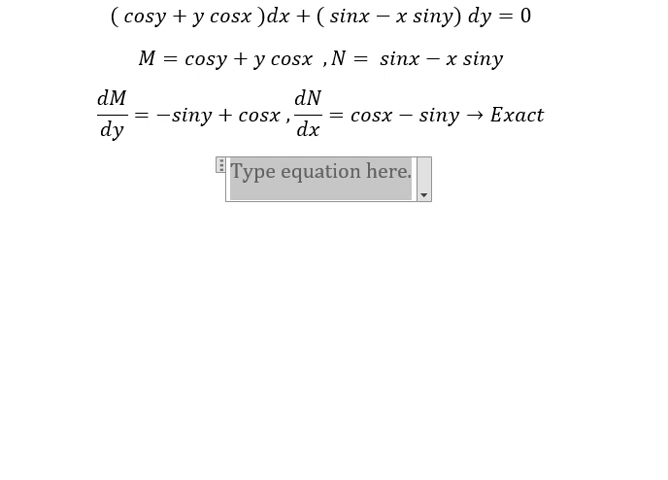 ( cosy + y cosx )dx + ( sinx − x siny) dy = 0
M = cosy + y cosx , N = sinx − x siny
dM/dy = −siny + cosx , dN/dx = cosx − siny → Exact
Type equation here.